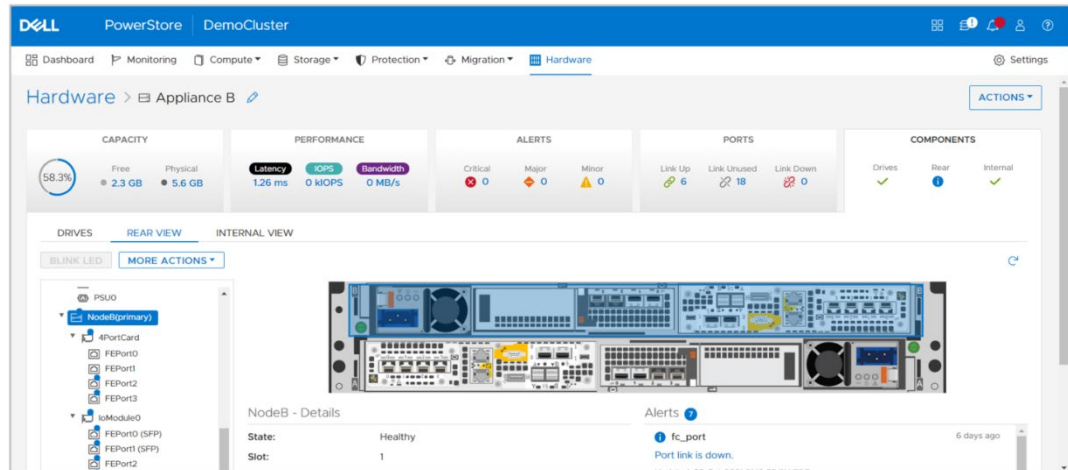 DELL PowerStore DemoCluster
Dashboard Monitoring Compute Storage Protection Migration Hardware Settings
Hardware > Appliance B ACTIONS
CAPACITY PERFORMANCE ALERTS PORTS COMPONENTS
58.3% Free Physical Latency IOPS Bandwidth Critical Major Minor Link Up Link Unused Link Down Drives Rear Internal
2.3 GB 5.6 GB 1.26 ms 0 kIOPS 0 MB/s 0 0 0 6 18 0
DRIVES REAR VIEW INTERNAL VIEW
BLINK LED MORE ACTIONS
PSU0
NodeB(primary)
4PortCard
FEPort0
FEPort1
FEPort2
FEPort3
IoModule0
FEPort0 (SFP)
FEPort1 (SFP)
FEPort2
NodeB - Details
State: Healthy
Slot: 1
Alerts 7
fc_port 6 days ago
Port link is down.